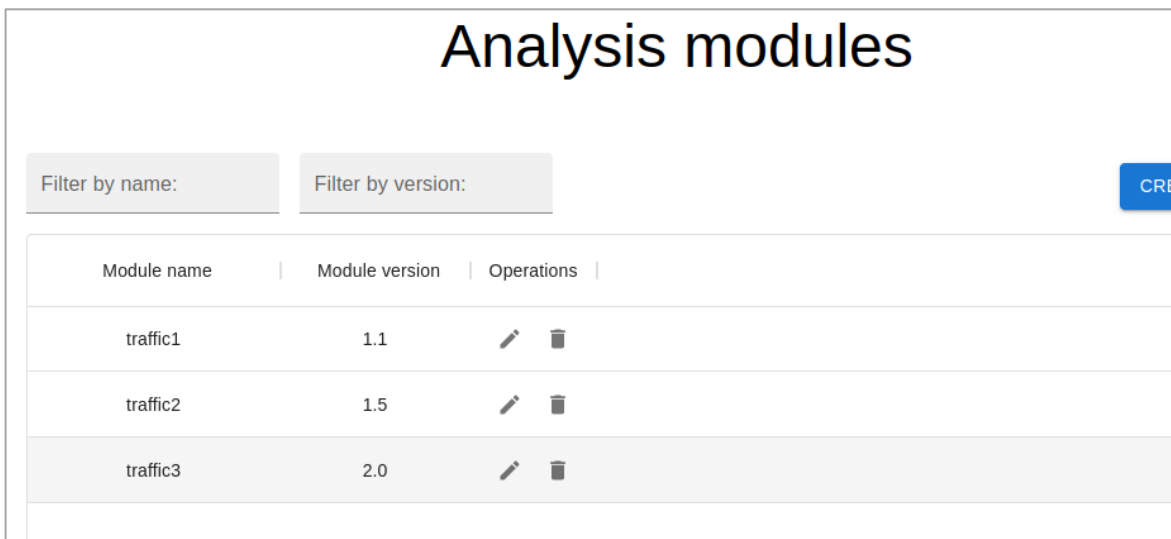 Analysis modules
Filter by name: Filter by version:
CRE
Module name Module version Operations
traffic1 1.1
traffic2 1.5
traffic3 2.0